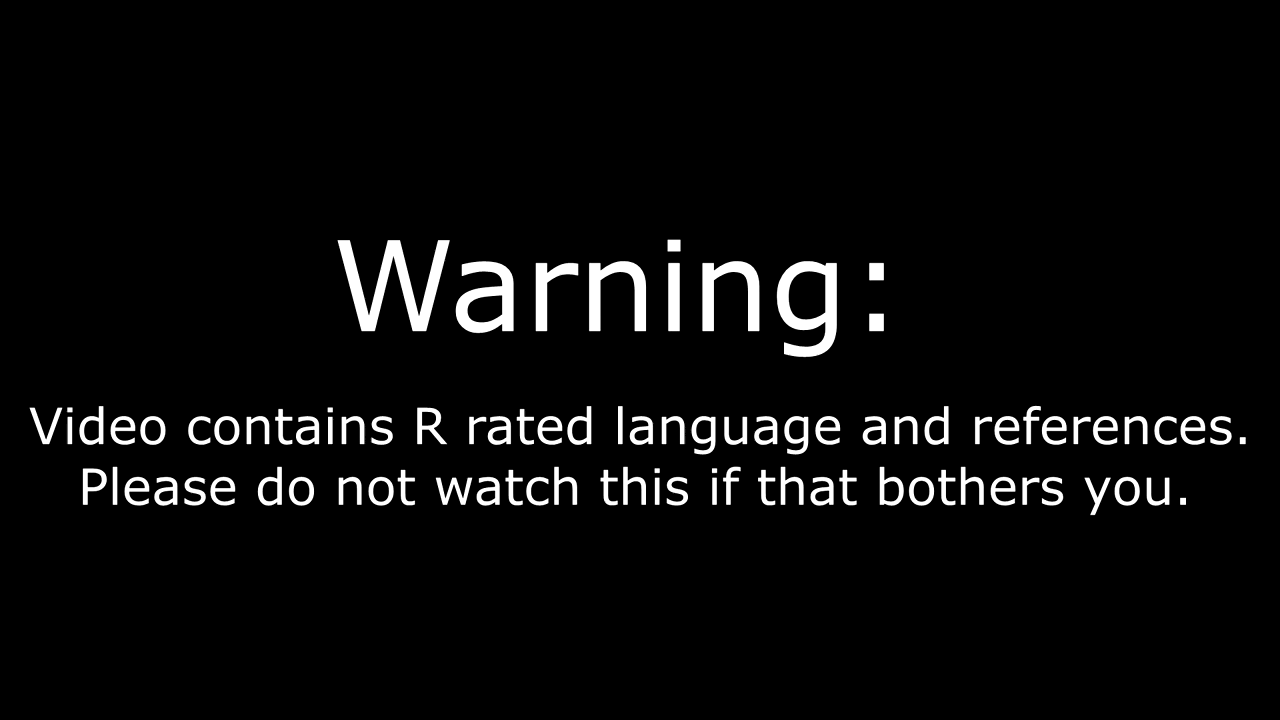 Warning:
Video contains R rated language and references.
Please do not watch this if that bothers you.